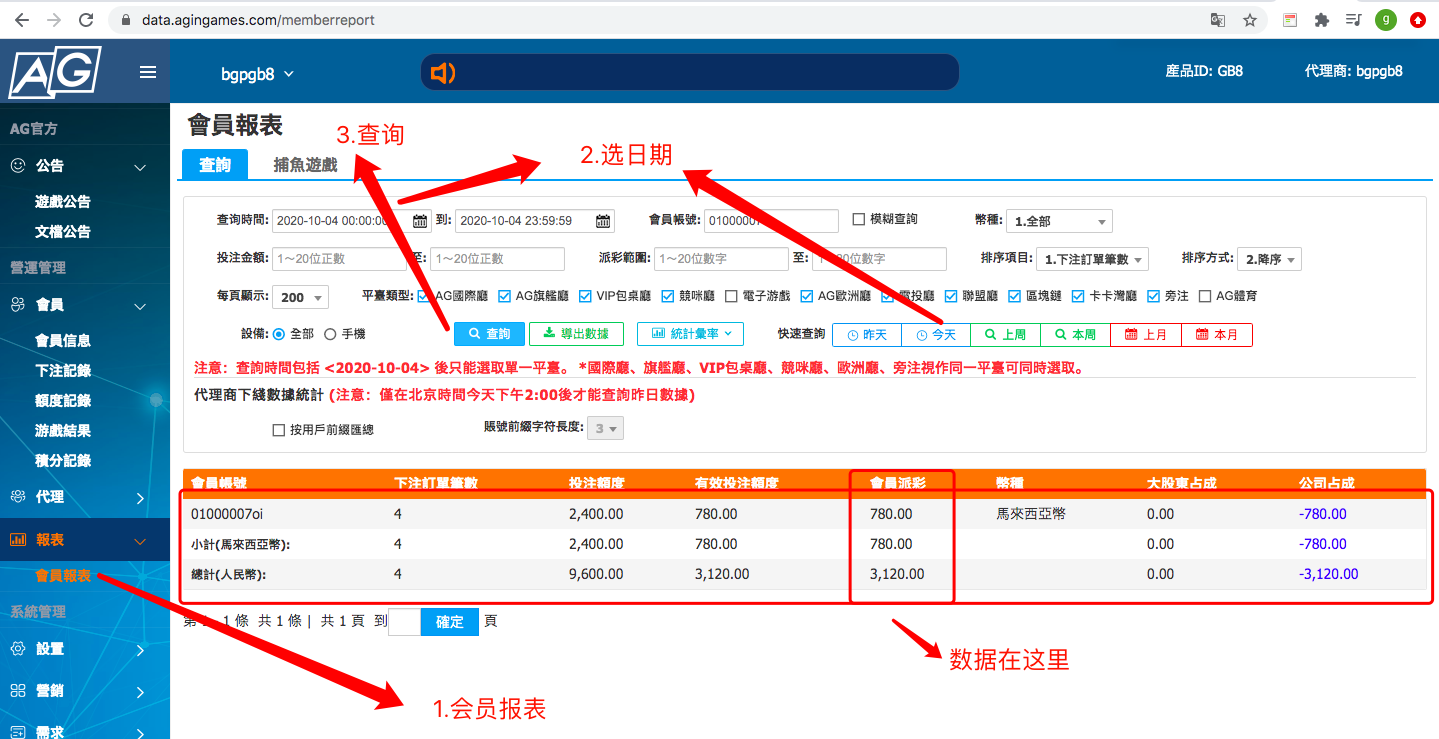 data.agingames.com/memberreport
g
AG
bgpgb8
產品ID: GB8
代理商: bgpgb8
AG官方
公告
遊戲公告
文檔公告
營運管理
會員
會員信息
下注記錄
額度記錄
游戲結果
積分記錄
代理
報表
會員報表
系統管理
設置
營銷
需求
會員報表
3.查询
2.选日期
查詢
捕魚遊戲
查询時間: 2020-10-04 00:00:00 到: 2020-10-04 23:59:59 會員帳號: 01000007 模糊查詢 幣種: 1.全部
投注金額: 1～20位正數 至: 1～20位正數 派彩範圍: 1～20位數字 至: 1～20位數字 排序項目: 1.下注訂單筆數 排序方式: 2.降序
每頁顯示: 200 平臺類型: AG國際廳 AG旗艦廳 VIP包桌廳 競咪廳 電子游戲 AG歐洲廳 電投廳 聯盟廳 區塊鏈 卡卡灣廳 旁注 AG體育
設備: 全部 手機 查詢 導出數據 統計彙率 快速查詢 昨天 今天 上周 本周 上月 本月
注意：查詢時間包括 <2020-10-04> 後只能選取單一平臺。 *國際廳、旗艦廳、VIP包桌廳、競咪廳、歐洲廳、旁注視作同一平臺可同時選取。
代理商下綫數據統計 (注意：僅在北京時間今天下午2:00後才能查詢昨日數據)
按用戶前綴匯總 賬號前綴字符長度: 3
會員帳號 下注訂單筆數 投注額度 有效投注額度 會員派彩 幣種 大股東占成 公司占成
01000007oi 4 2,400.00 780.00 780.00 馬來西亞幣 0.00 -780.00
小計(馬來西亞幣): 4 2,400.00 780.00 780.00 0.00 -780.00
總計(人民幣): 4 9,600.00 3,120.00 3,120.00 0.00 -3,120.00
第 1 條 共 1 條 | 共 1 頁 到 確定 頁
数据在这里
1.会员报表